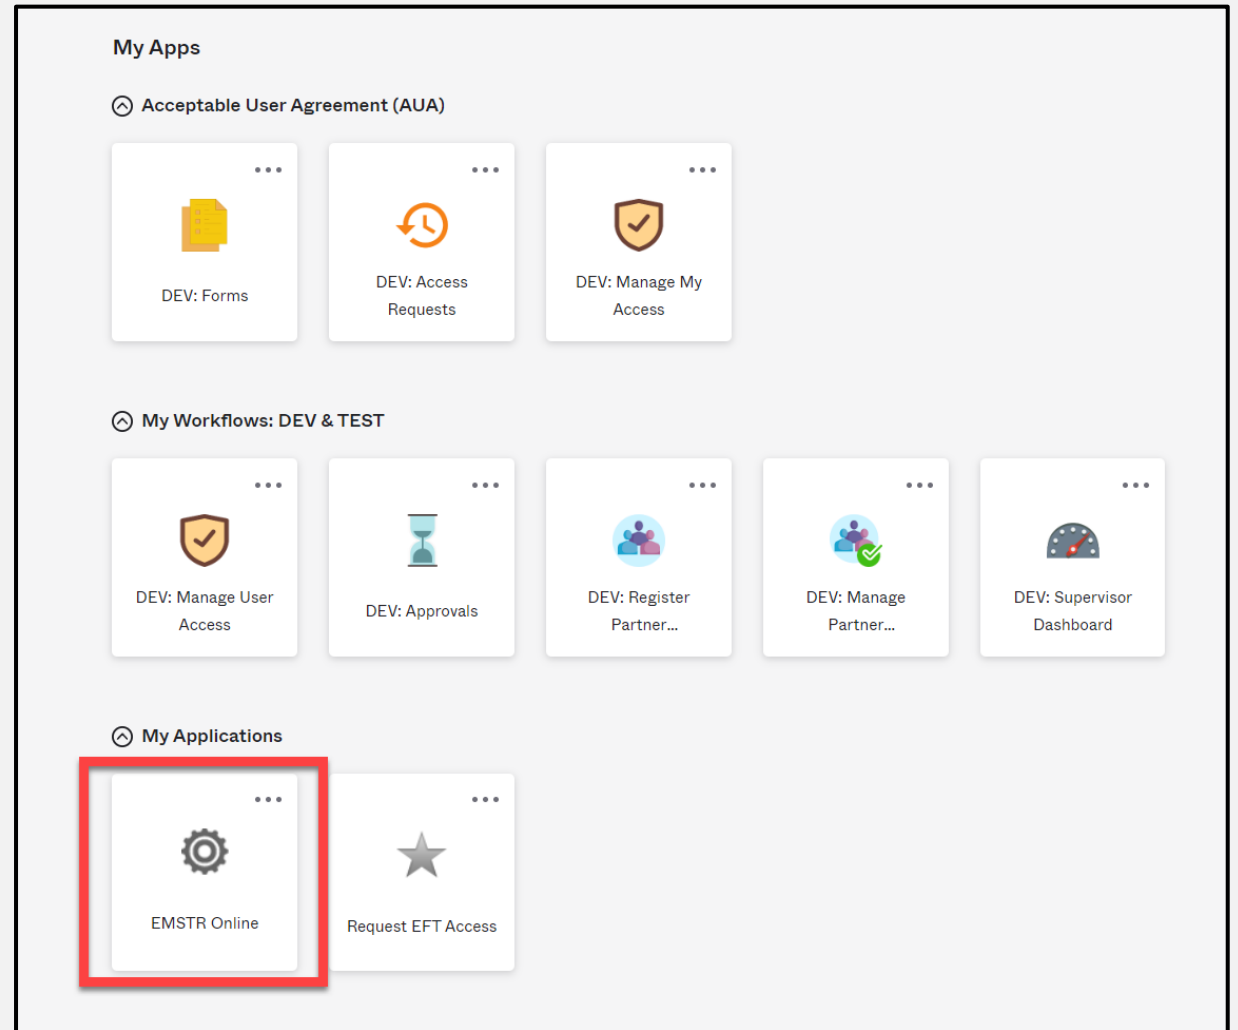 My Apps
Acceptable User Agreement (AUA)
DEV: Forms
DEV: Access
Requests
DEV: Manage My
Access
My Workflows: DEV & TEST
DEV: Manage User
Access
DEV: Approvals
DEV: Register
Partner...
DEV: Manage
Partner...
DEV: Supervisor
Dashboard
My Applications
EMSTR Online
Request EFT Access